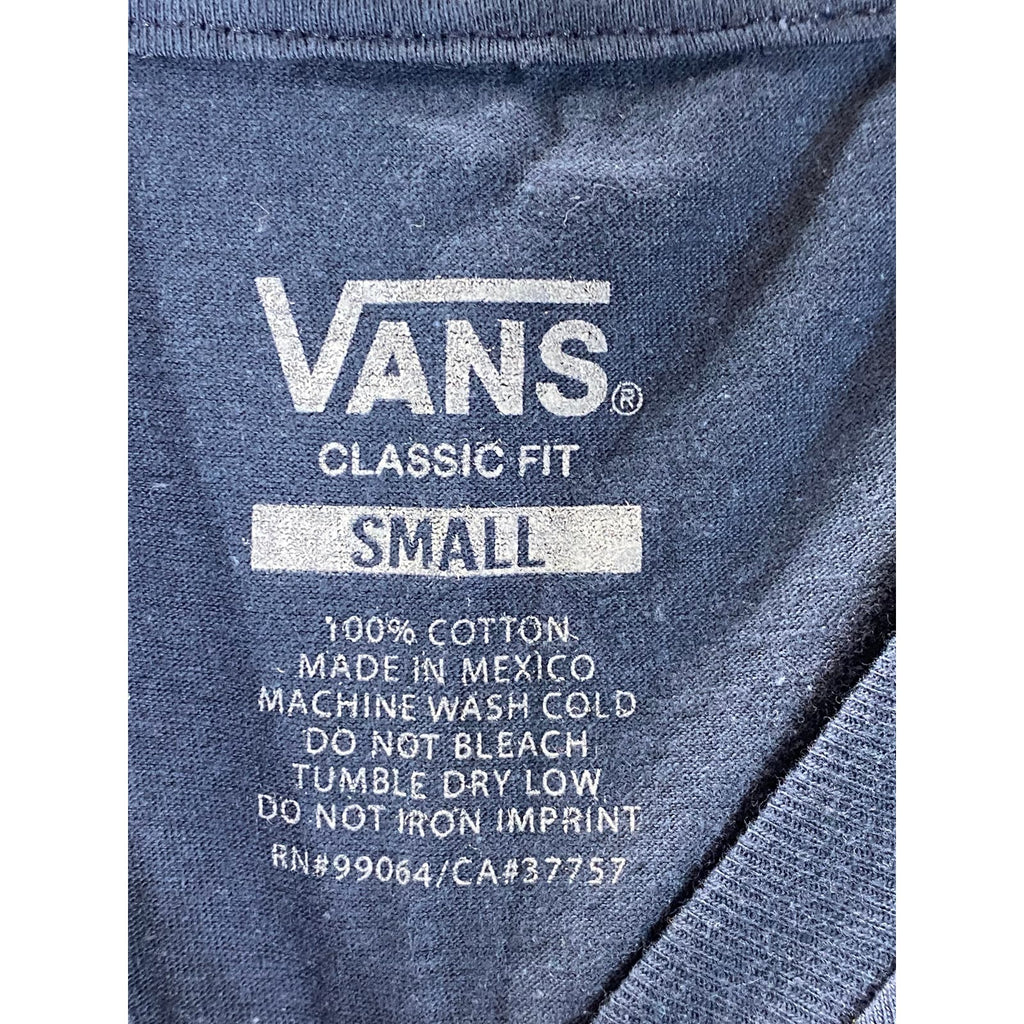 VANS®
CLASSIC FIT
SMALL
100% COTTON
MADE IN MEXICO
MACHINE WASH COLD
DO NOT BLEACH
TUMBLE DRY LOW
DO NOT IRON IMPRINT
RN#99064/CA#37757